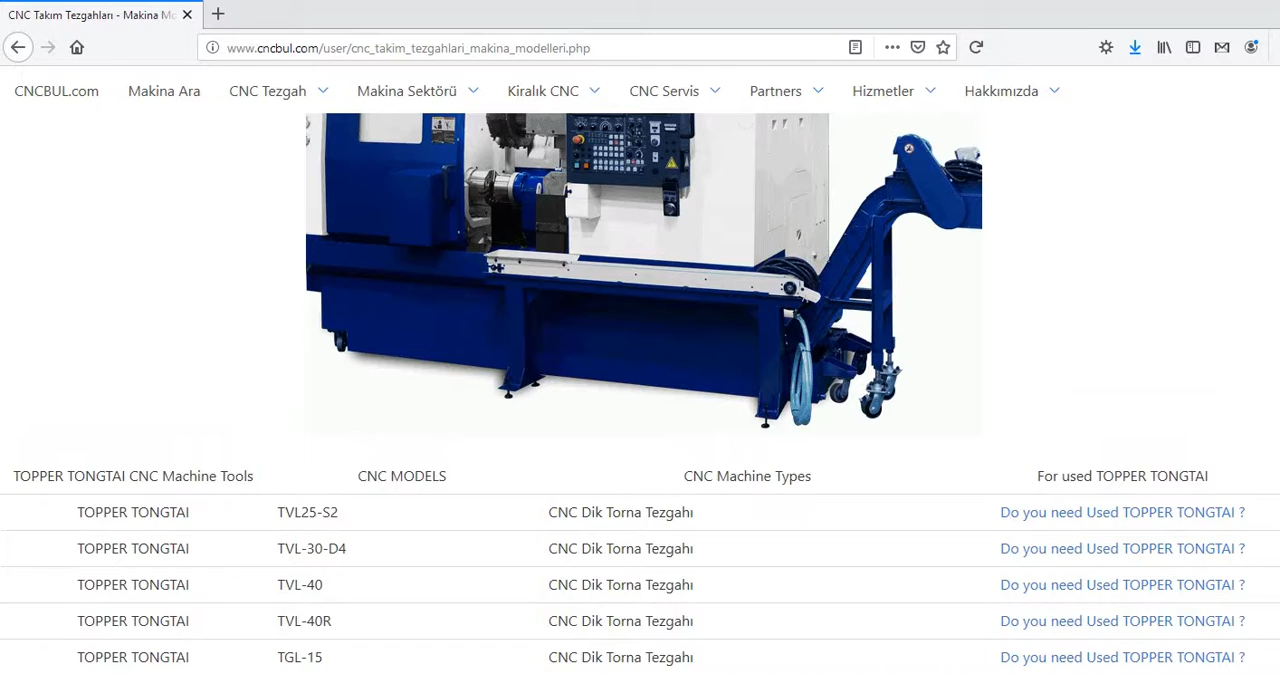 CNC Takım Tezgahları - Makina Mo
www.cncbul.com/user/cnc_takim_tezgahlari_makina_modelleri.php
CNCBUL.com Makina Ara CNC Tezgah Makina Sektörü Kiralık CNC CNC Servis Partners Hizmetler Hakkımızda
TOPPER TONGTAI CNC Machine Tools CNC MODELS CNC Machine Types For used TOPPER TONGTAI
TOPPER TONGTAI TVL25-S2 CNC Dik Torna Tezgahı Do you need Used TOPPER TONGTAI ?
TOPPER TONGTAI TVL-30-D4 CNC Dik Torna Tezgahı Do you need Used TOPPER TONGTAI ?
TOPPER TONGTAI TVL-40 CNC Dik Torna Tezgahı Do you need Used TOPPER TONGTAI ?
TOPPER TONGTAI TVL-40R CNC Dik Torna Tezgahı Do you need Used TOPPER TONGTAI ?
TOPPER TONGTAI TGL-15 CNC Dik Torna Tezgahı Do you need Used TOPPER TONGTAI ?